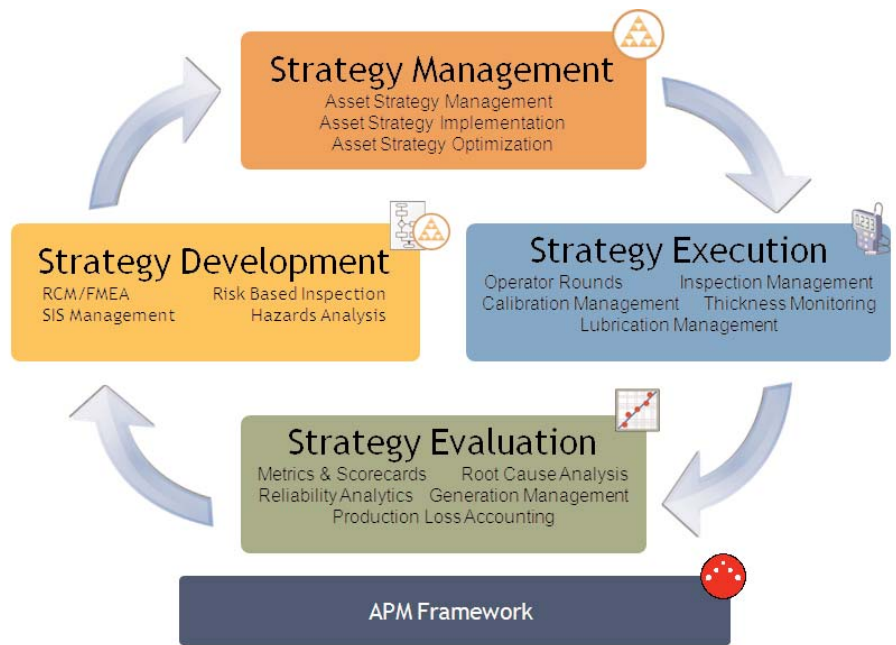 Strategy Management
Asset Strategy Management
Asset Strategy Implementation
Asset Strategy Optimization
Strategy Development
RCM/FMEA Risk Based Inspection
SIS Management Hazards Analysis
Strategy Execution
Operator Rounds Inspection Management
Calibration Management Thickness Monitoring
Lubrication Management
Strategy Evaluation
Metrics & Scorecards Root Cause Analysis
Reliability Analytics Generation Management
Production Loss Accounting
APM Framework